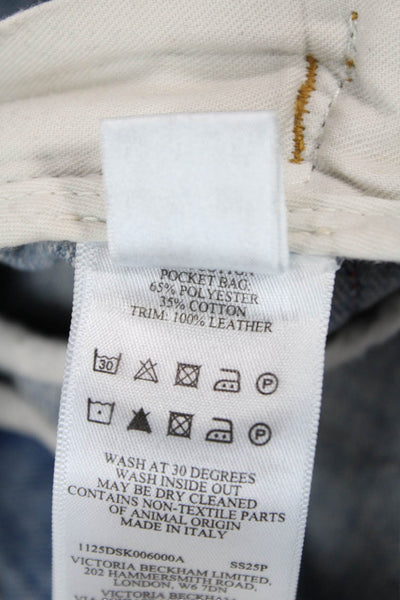 POCKET BAG:
65% POLYESTER
35% COTTON
TRIM: 100% LEATHER
30
P
P
WASH AT 30 DEGREES
WASH INSIDE OUT
MAY BE DRY CLEANED
CONTAINS NON-TEXTILE PARTS
OF ANIMAL ORIGIN
MADE IN ITALY
1125DSK006000A SS25P
VICTORIA BECKHAM LIMITED,
202 HAMMERSMITH ROAD,
LONDON, W6 7DN